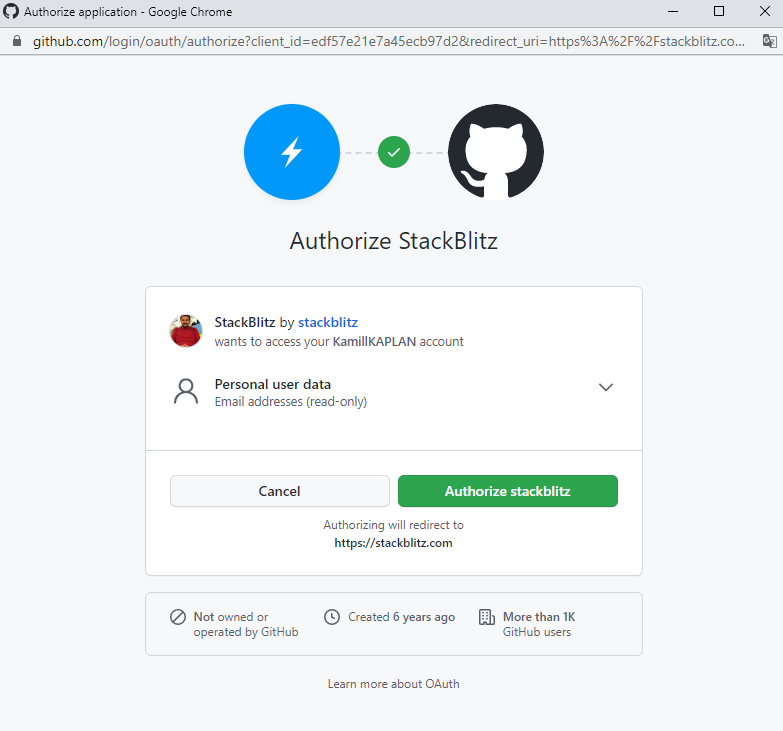 Authorize application - Google Chrome
github.com/login/oauth/authorize?client_id=edf57e21e7a45ecb97d2&redirect_uri=https%3A%2F%2Fstackblitz.co...
Authorize StackBlitz
StackBlitz by stackblitz
wants to access your KamillKAPLAN account
Personal user data
Email addresses (read-only)
Cancel
Authorize stackblitz
Authorizing will redirect to
https://stackblitz.com
Not owned or
operated by GitHub
Created 6 years ago
More than 1K
GitHub users
Learn more about OAuth